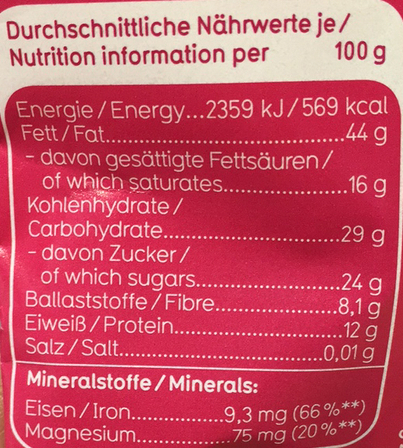 Durchschnittliche Nährwerte je/
Nutrition information per 100 g
Energie/Energy...2359 kJ/569 kcal
Fett/Fat.....................................44 g
- davon gesättigte Fettsäuren/
of which saturates...................16 g
Kohlenhydrate/
Carbohydrate...........................29 g
- davon Zucker/
of which sugars.......................24 g
Ballaststoffe/Fibre...................8,1 g
Eiweiß/Protein..........................12 g
Salz/Salt.................................0,01 g
Mineralstoffe/Minerals:
Eisen/Iron............9,3 mg (66%**)
Magnesium............75 mg (20%**)